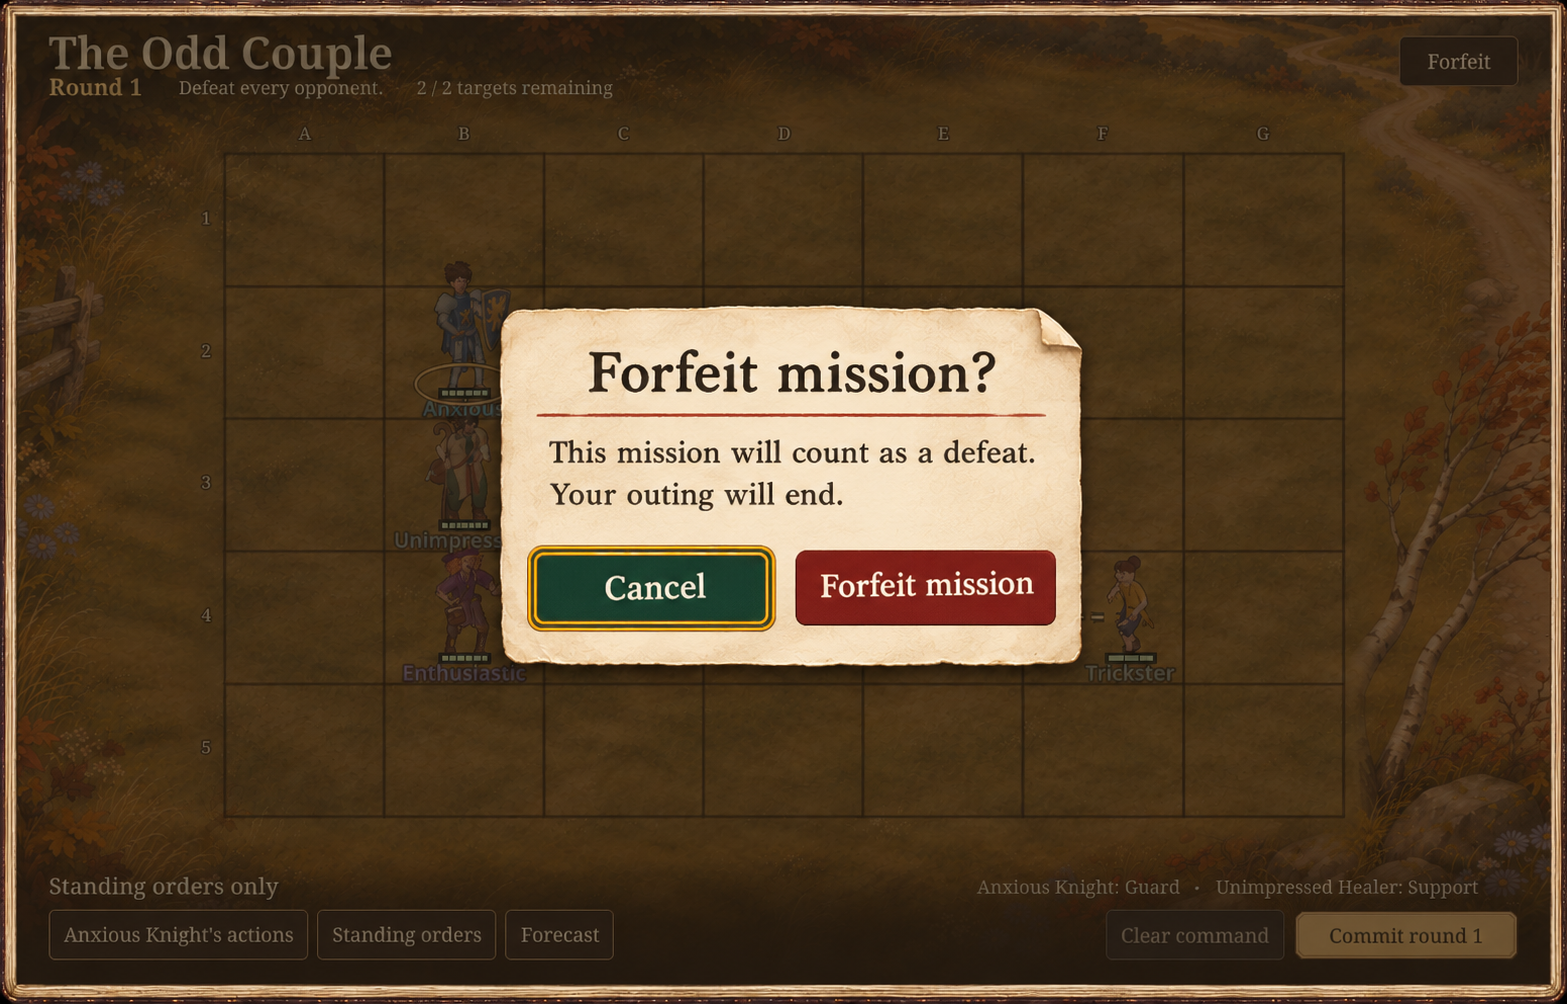 The Odd Couple
Forfeit
Round 1 Defeat every opponent. 2 / 2 targets remaining
A B C D E F G
1
2
Anxious
Forfeit mission?
This mission will count as a defeat.
Your outing will end.
3
Unimpress
Cancel
Forfeit mission
4
Enthusiastic
Trickster
5
Standing orders only
Anxious Knight: Guard • Unimpressed Healer: Support
Anxious Knight's actions
Standing orders
Forecast
Clear command
Commit round 1